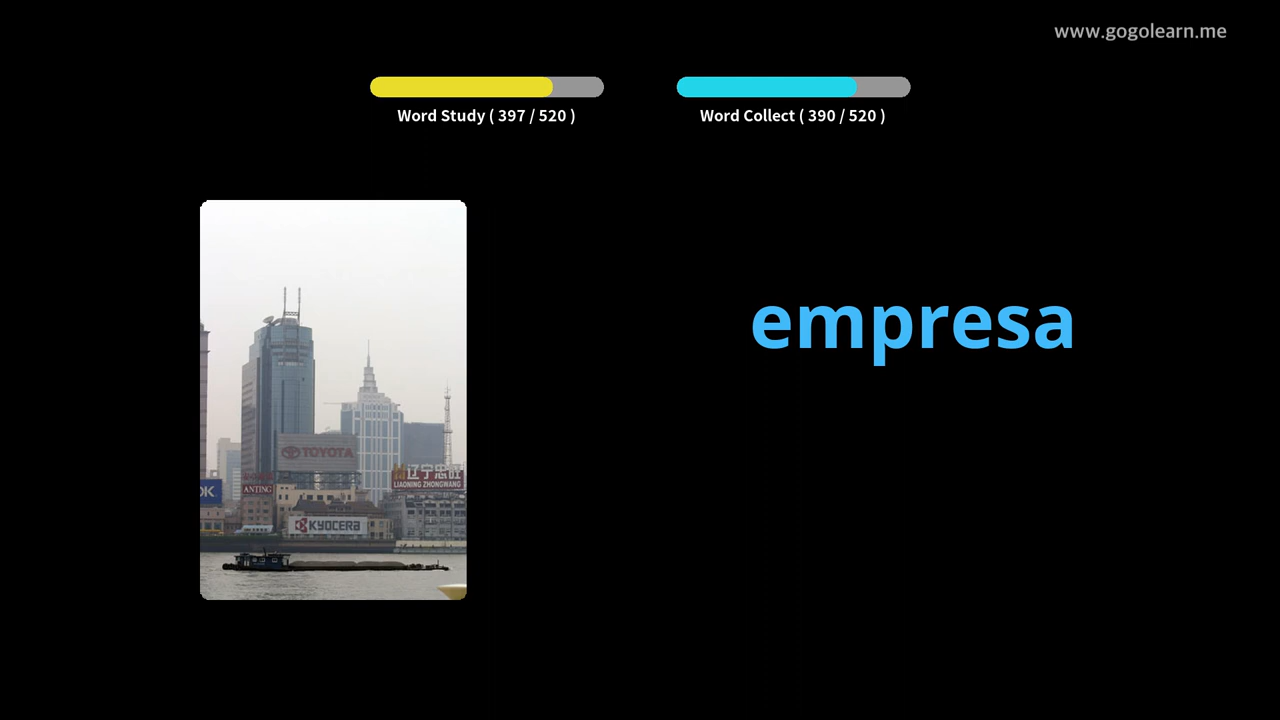 www.gogolearn.me
Word Study ( 397 / 520 )
Word Collect ( 390 / 520 )
empresa
TOYOTA
辽宁忠旺
LIAONING ZHONGWANG
OK
ANTING
KYOCERA